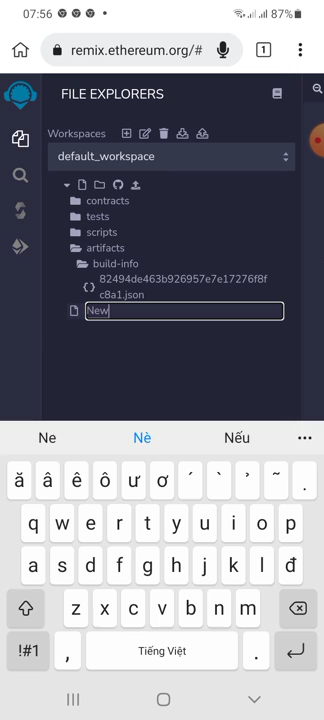 07:56
87%
remix.ethereum.org/#
1
FILE EXPLORERS
Workspaces
default_workspace
contracts
tests
scripts
artifacts
build-info
82494de463b926957e7e17276f8f
c8a1.json
New
Ne Nè Nếu
ă â ê ô ư ơ ´ ` ̉ ~ .
q w e r t y u i o p
a s d f g h j k l đ
z x c v b n m
!#1 , Tiếng Việt .